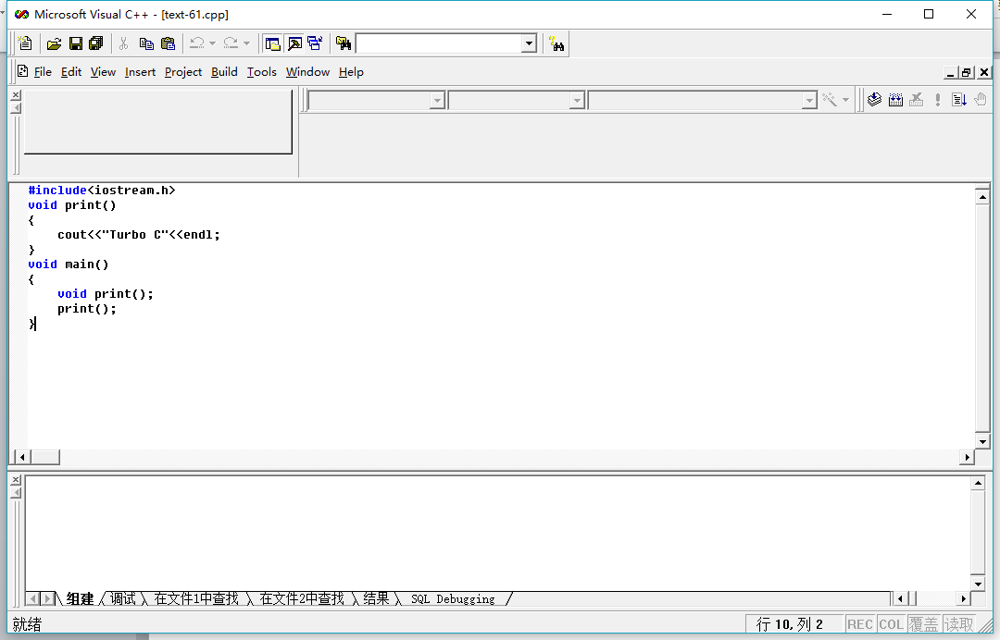 Microsoft Visual C++ - [text-61.cpp]
File Edit View Insert Project Build Tools Window Help
#include<iostream.h>
void print()
{
    cout<<"Turbo C"<<endl;
}
void main()
{
    void print();
    print();
}
组建 调试 在文件1中查找 在文件2中查找 结果 SQL Debugging
就绪 行 10, 列 2 REC COL 覆盖 读取